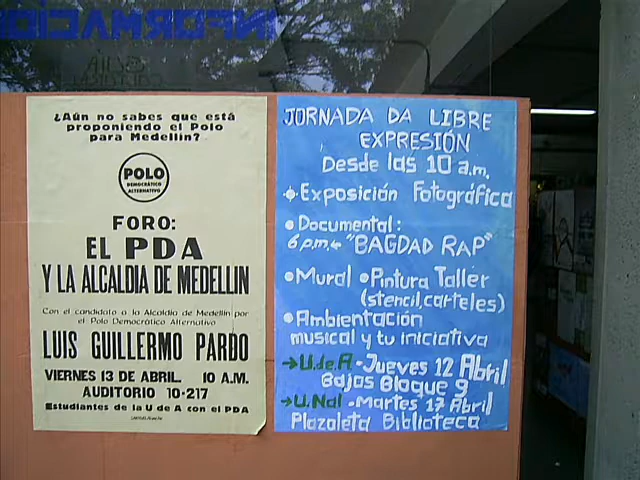 INFORMACIÓN
¿Aún no sabes que está
proponiendo el Polo
para Medellin?
POLO
DEMOCRÁTICO
ALTERNATIVO
FORO:
EL PDA
Y LA ALCALDIA DE MEDELLIN
Con el candidato a la Alcaldía de Medellín por
el Polo Democrático Alternativo
LUIS GUILLERMO PARDO
VIERNES 13 DE ABRIL. 10 A.M.
AUDITORIO 10-217
Estudiantes de la U de A con el PDA
JORNADA DA LIBRE
EXPRESIÓN
Desde las 10 a.m.
Exposición Fotográfica
• Documental:
6 p.m.← "BAGDAD RAP"
• Mural • Pintura Taller
(stencil, carteles)
• Ambientación
musical y tu iniciativa
→ U.de.A - Jueves 12 Abril
Bajos Bloque 9
→ U.Nal - Martes 17 Abril
Plazoleta Biblioteca